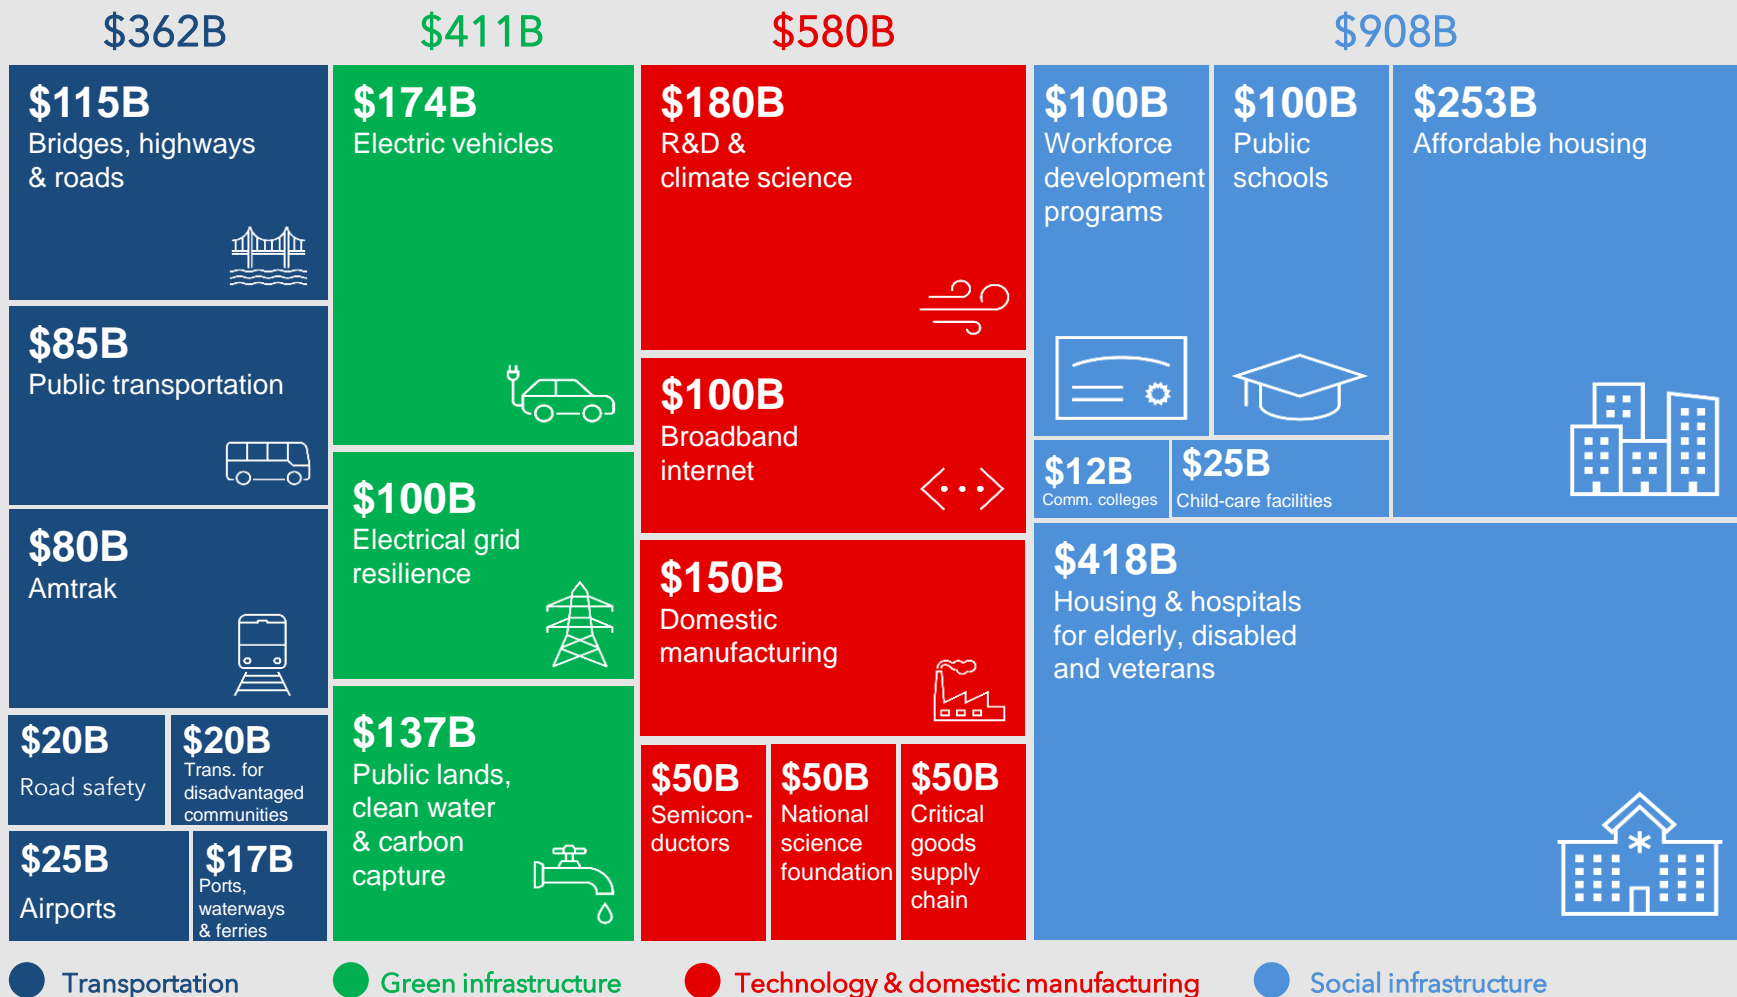 $362B
$411B
$580B
$908B
$115B
Bridges, highways
& roads
$85B
Public transportation
$80B
Amtrak
$20B
Road safety
$20B
Trans. for
disadvantaged
communities
$25B
Airports
$17B
Ports,
waterways
& ferries
$174B
Electric vehicles
$100B
Electrical grid
resilience
$137B
Public lands,
clean water
& carbon
capture
$180B
R&D &
climate science
$100B
Broadband
internet
$150B
Domestic
manufacturing
$50B
Semicon-
ductors
$50B
National
science
foundation
$50B
Critical
goods
supply
chain
$100B
Workforce
development
programs
$100B
Public
schools
$253B
Affordable housing
$12B
Comm. colleges
$25B
Child-care facilities
$418B
Housing & hospitals
for elderly, disabled
and veterans
Transportation
Green infrastructure
Technology & domestic manufacturing
Social infrastructure